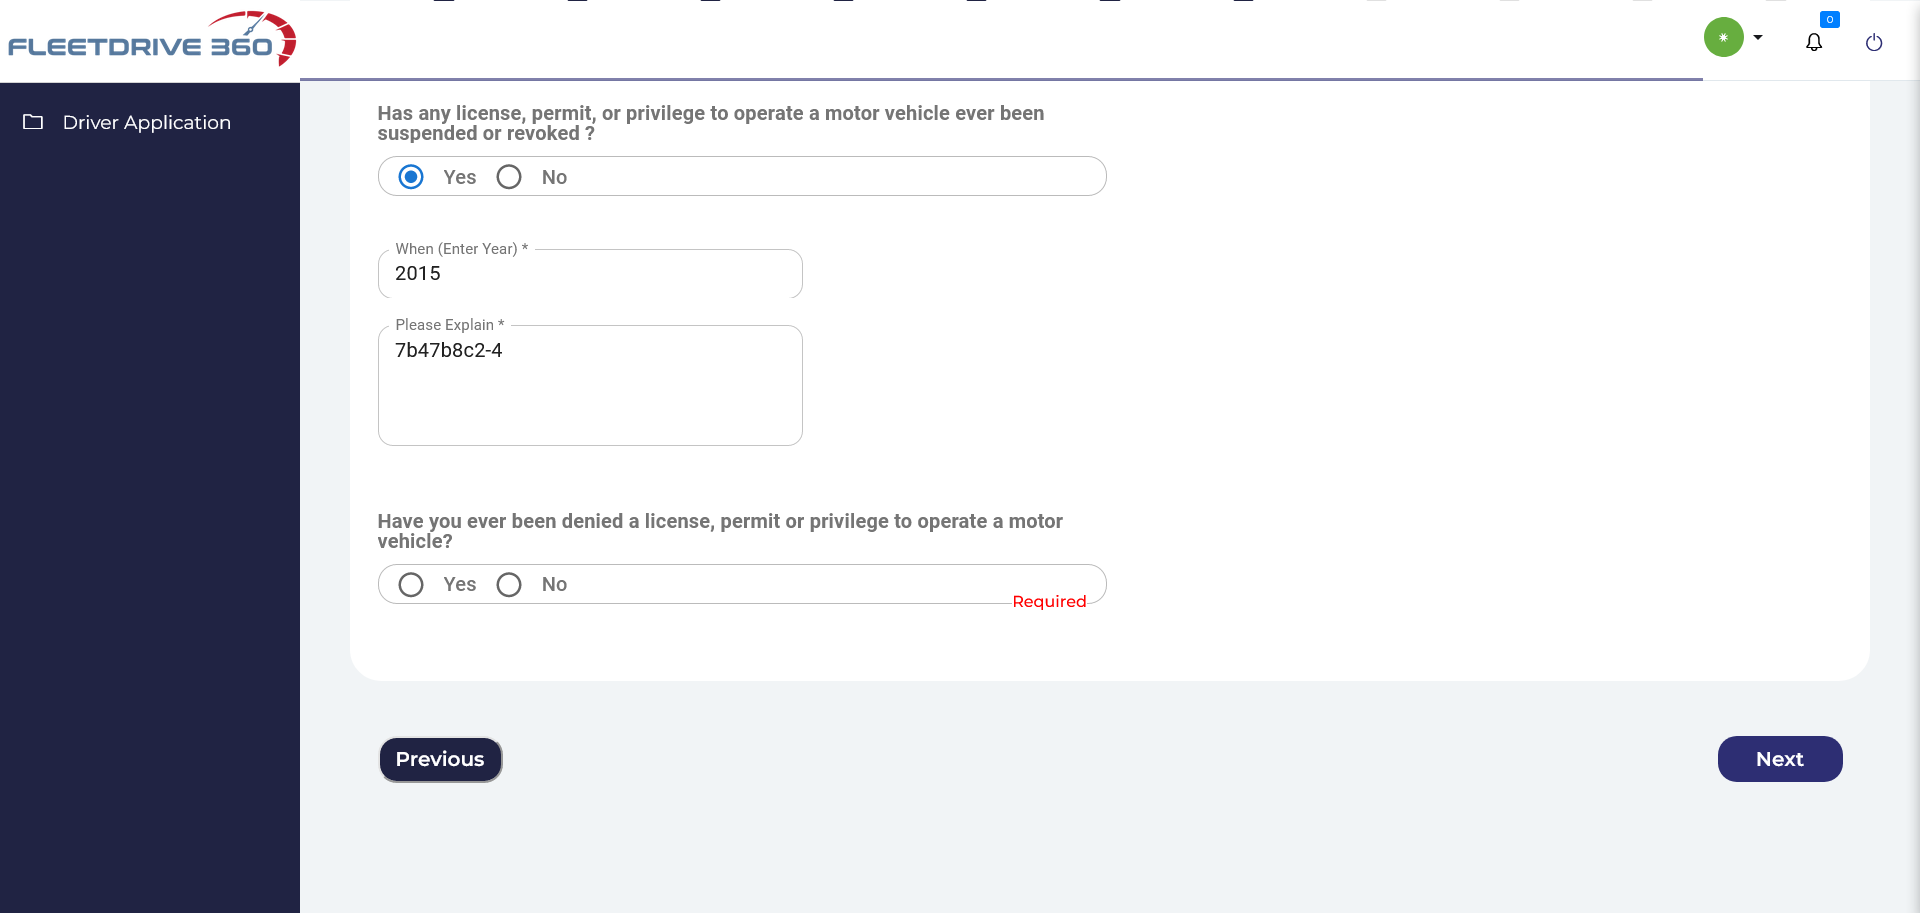 FLEETDRIVE 360
0
Driver Application
Has any license, permit, or privilege to operate a motor vehicle ever been
suspended or revoked ?
Yes No
When (Enter Year) *
2015
Please Explain *
7b47b8c2-4
Have you ever been denied a license, permit or privilege to operate a motor
vehicle?
Yes No
Required
Previous Next